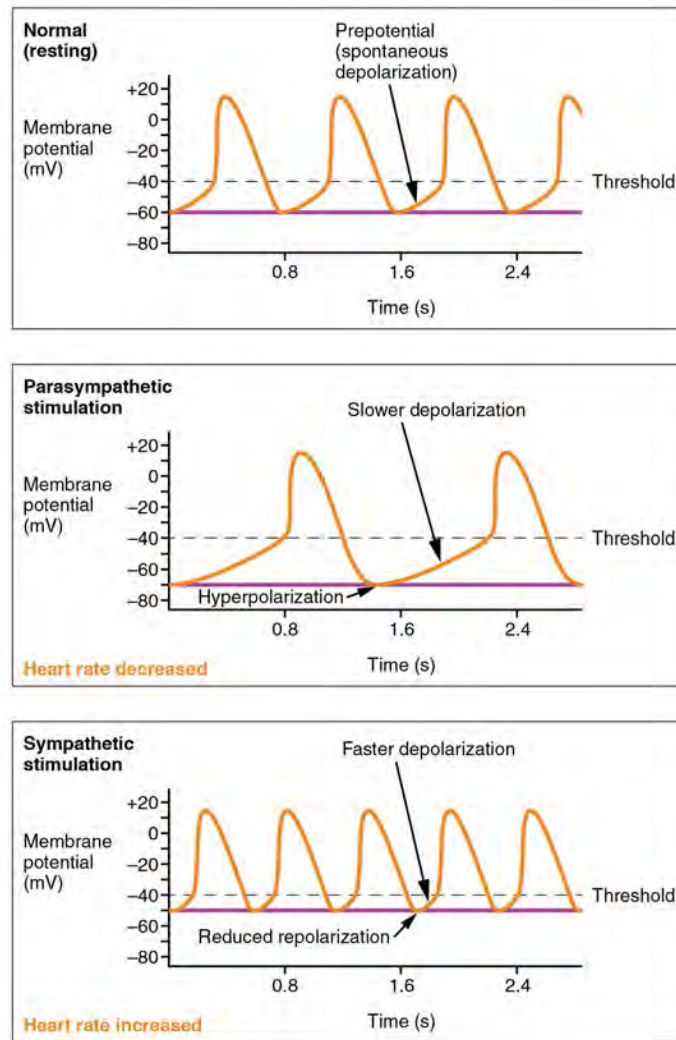 Normal
(resting)
Prepotential
(spontaneous
depolarization)
Membrane
potential
(mV)
+20
0
−20
−40
−60
−80
Threshold
0.8
1.6
2.4
Time (s)
Parasympathetic
stimulation
Slower depolarization
Membrane
potential
(mV)
+20
0
−20
−40
−60
−80
Threshold
Hyperpolarization
0.8
1.6
2.4
Heart rate decreased
Time (s)
Sympathetic
stimulation
Faster depolarization
Membrane
potential
(mV)
+20
0
−20
−40
−60
−80
Threshold
Reduced repolarization
0.8
1.6
2.4
Heart rate increased
Time (s)